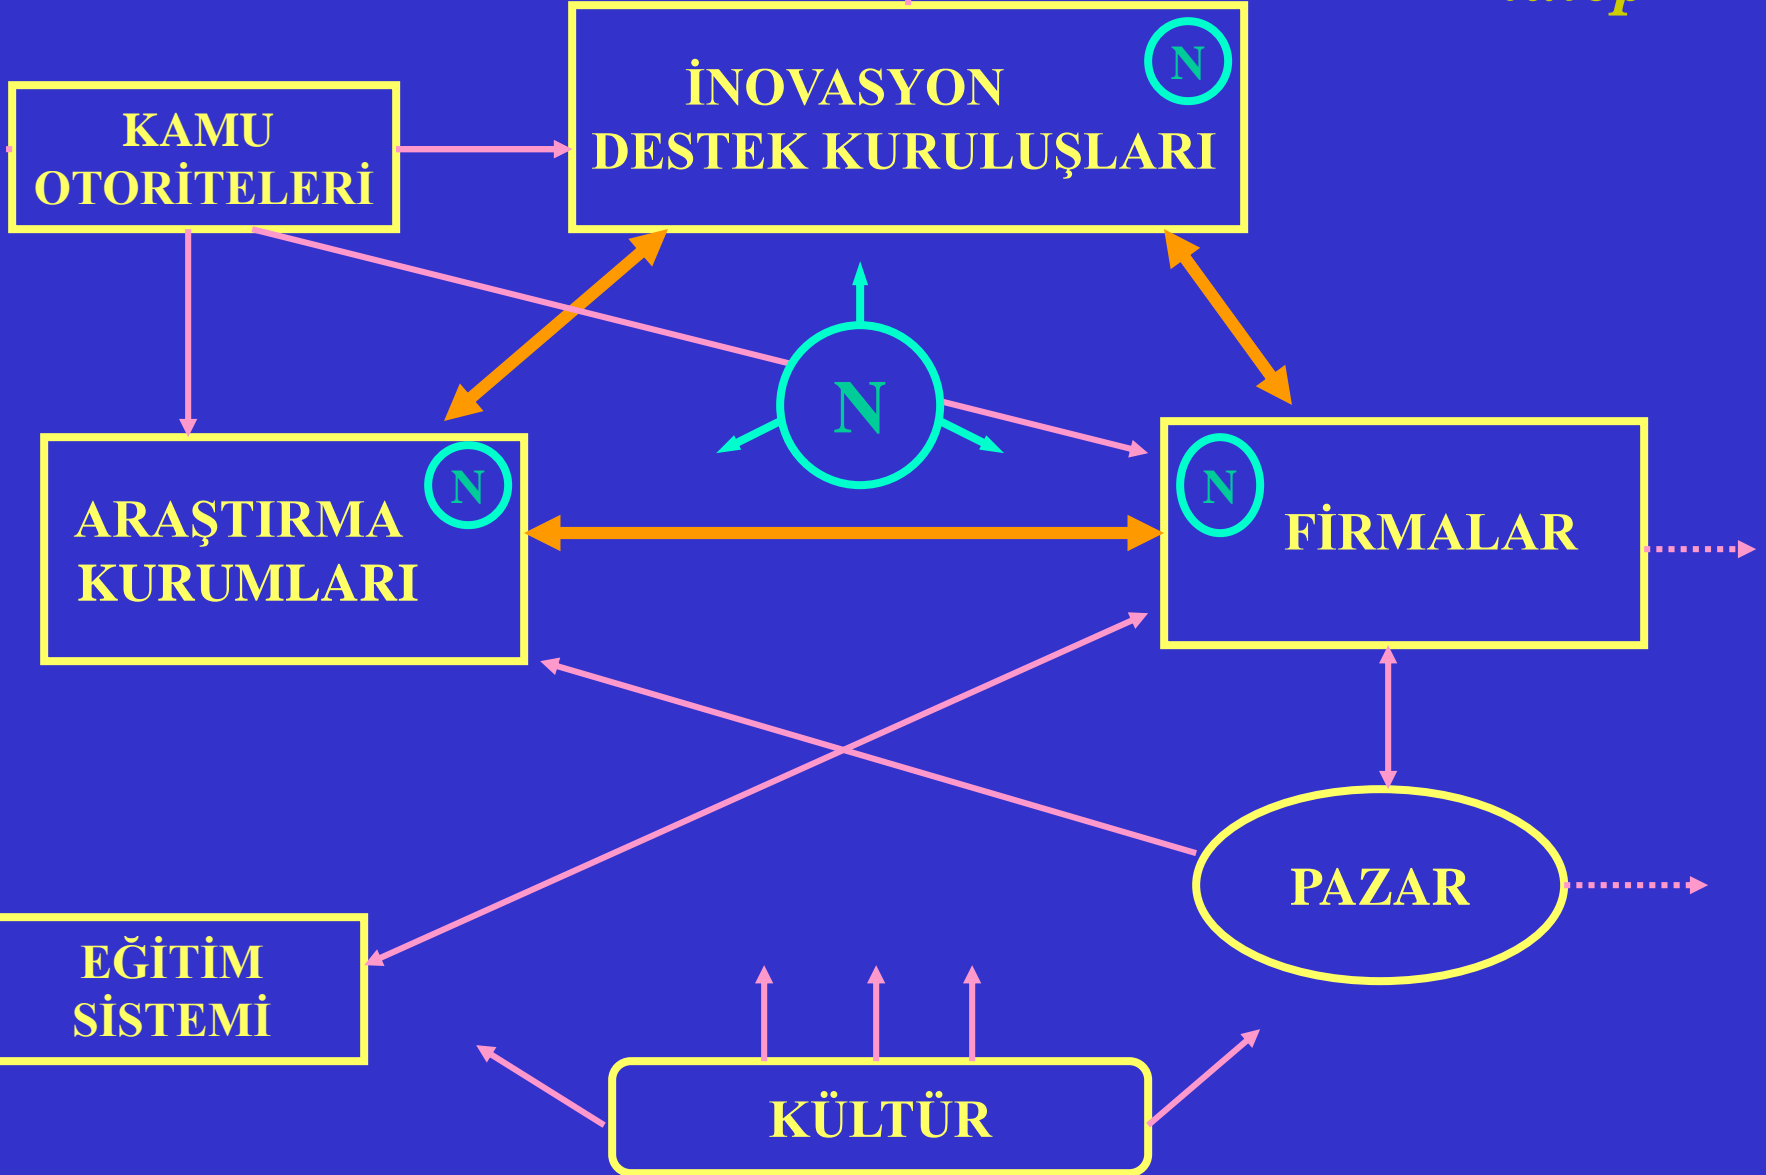 İNOVASYON
DESTEK KURULUŞLARI
N
KAMU
OTORİTELERİ
N
ARAŞTIRMA
KURUMLARI
N
N
FİRMALAR
PAZAR
EĞİTİM
SİSTEMİ
KÜLTÜR